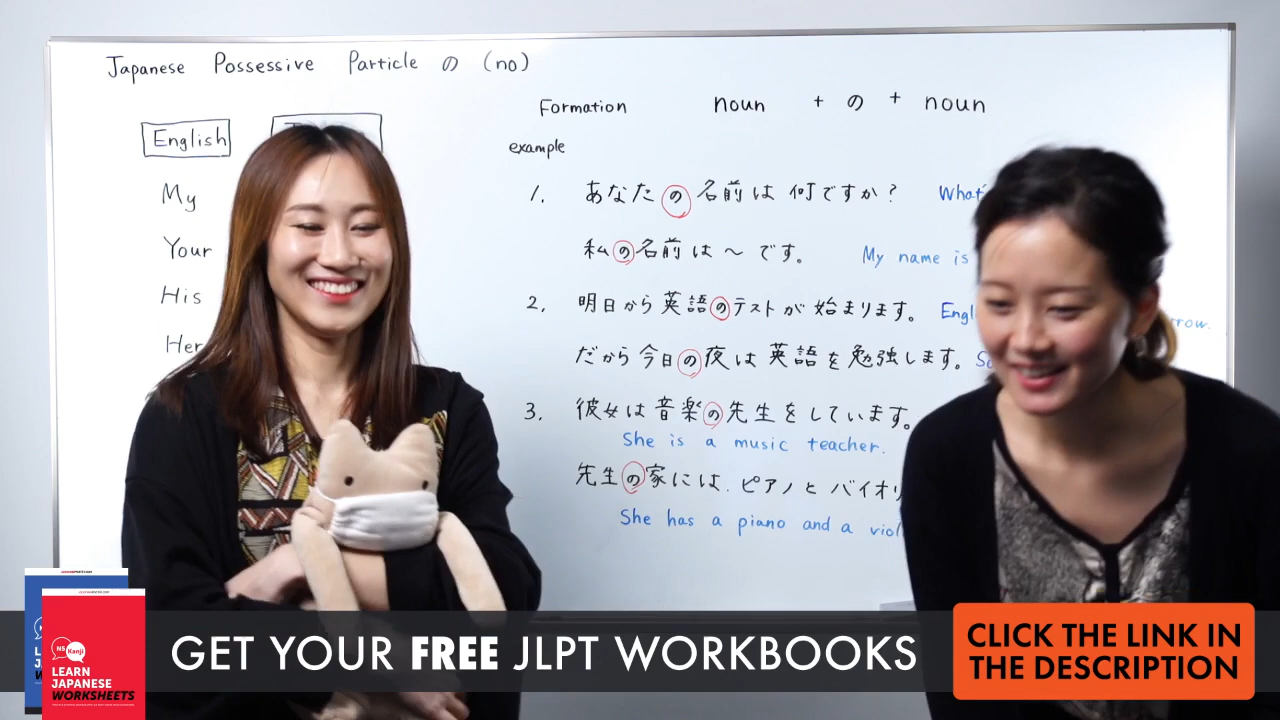 Japanese Possessive Particle の (no)
Formation noun + の + noun
English
example
My
1. あなたの名前は何ですか? What's
Your
私の名前は〜です。 My name is
His
2. 明日から英語のテストが始まります。 Engl
Her
だから今日の夜は英語を勉強します。
3. 彼女は音楽の先生をしています。
She is a music teacher.
先生の家には、ピアノとバイオリ
She has a piano and a viol
GET YOUR FREE JLPT WORKBOOKS
CLICK THE LINK IN
THE DESCRIPTION
N5
Kanji
LEARN
JAPANESE
WORKSHEETS